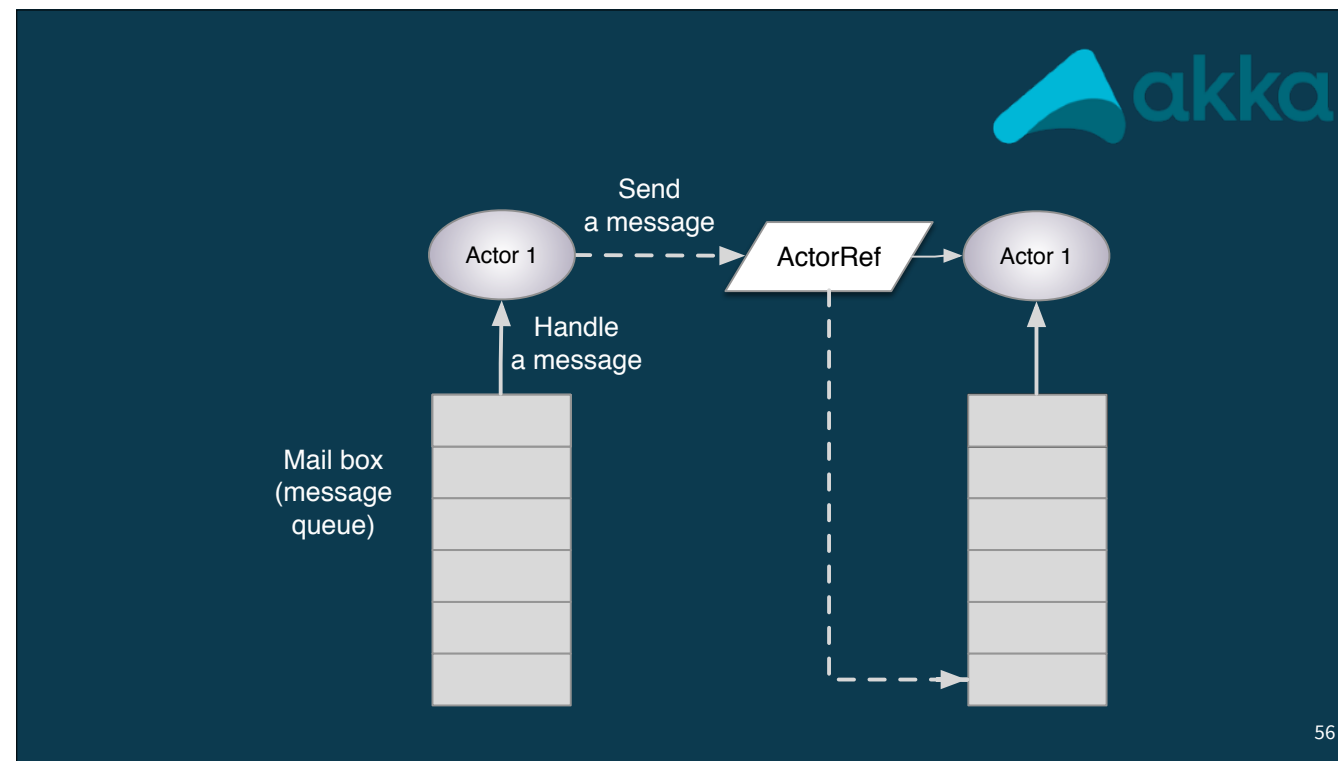 akka
Send
a message
Actor 1
ActorRef
Actor 1
Handle
a message
Mail box
(message
queue)
56